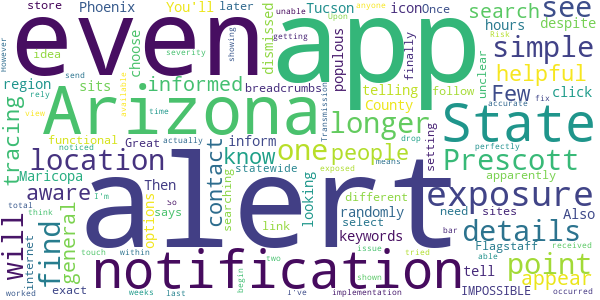 However
store
Phoenix
You'll
later
even
dismissed
app
Tucson
icon
Once
populous
search
despite
hours
see
Upon
idea
choose
informed
breadcrumbs
finally
unable
unclear
simple
anyone
severity
showing
getting
Few
Risk
region
sits
telling
County
follow
helpful
send
rely
tracing
Arizona
longer
setting
State
click
accurate
fix
view
functional
Great
actually
available
time
inform
Transmission
drop
location
contact
know
one
people
Prescott
statewide
means
perfectly
noticed
Maricopa
aware
Then
says
options
alert
searching
looking
different
randomly
apparently
exposed
exposure
will
find
general
link
select
keywords
need
sites
bar
tell
Also
Flagstaff
details
total
think
I'm
so
issue
internet
touch
within
two
shown
received
able
worked
exact
weeks
last
begin
I've
tried
implementation
notification
IMPOSSIBLE
occurred
appear
point